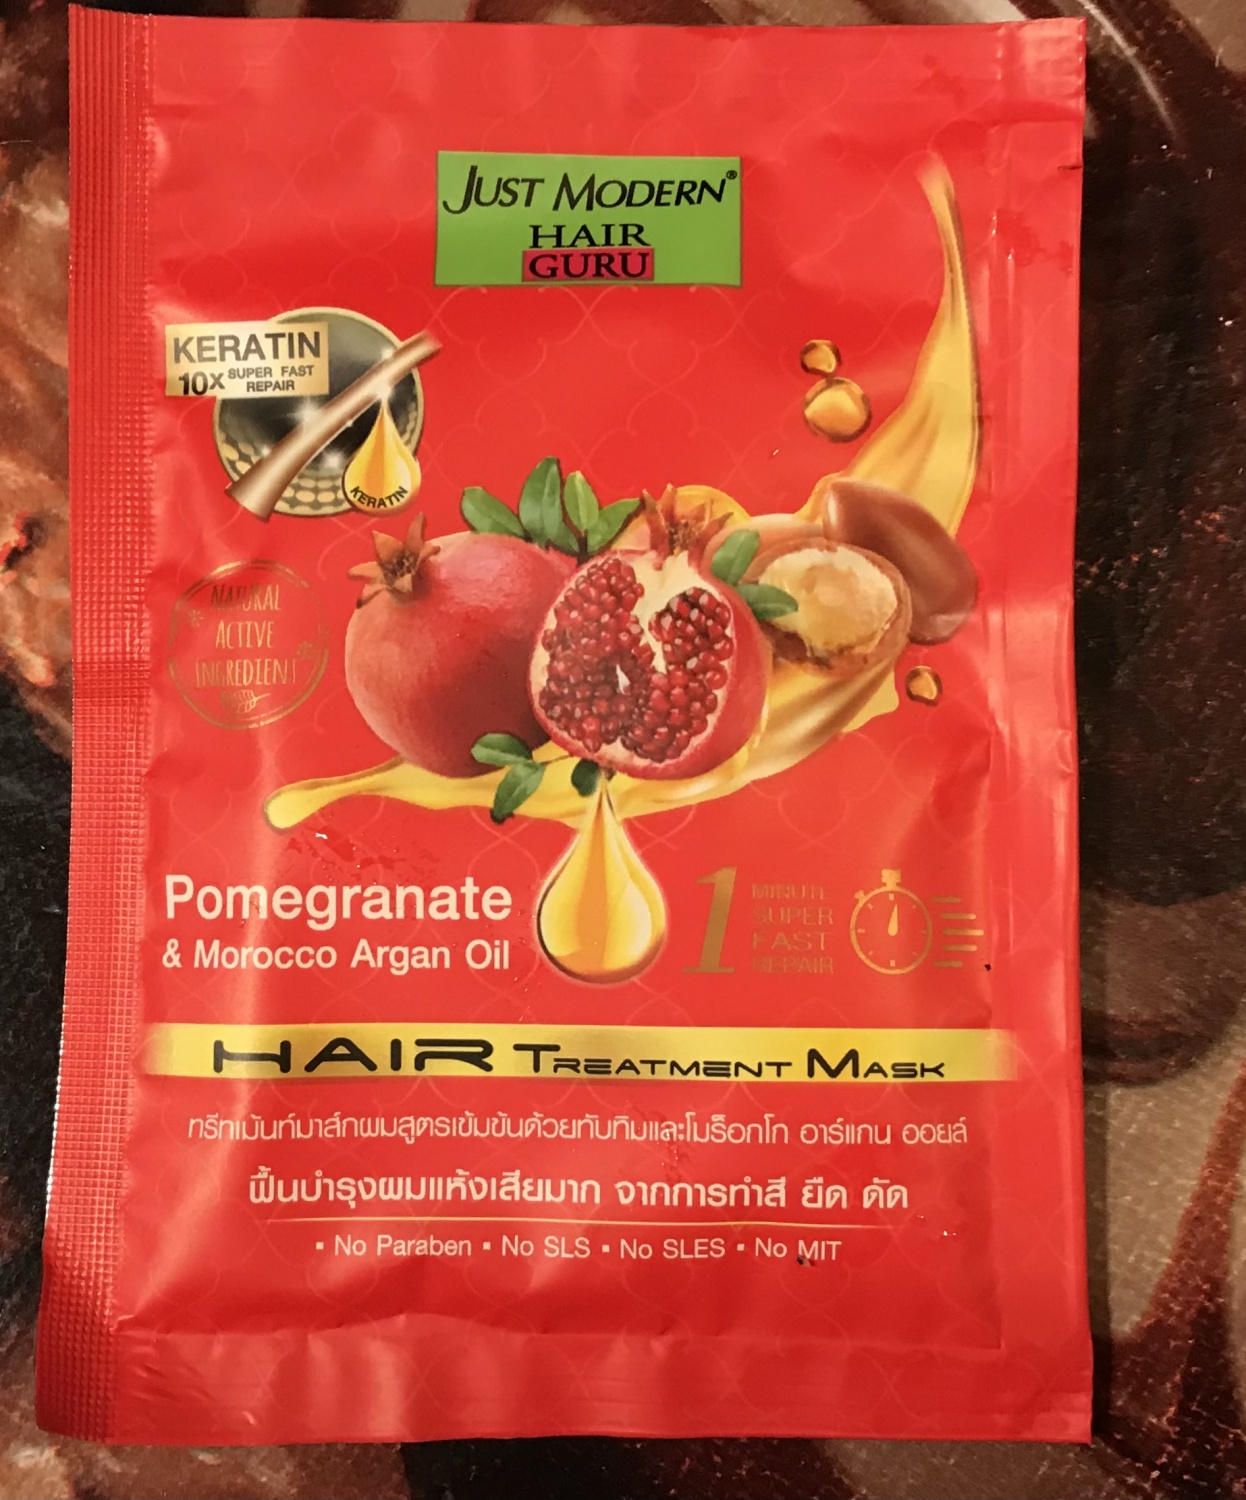 JUST MODERN®
HAIR
GURU
KERATIN
10X SUPER FAST
REPAIR
KERATIN
NATURAL
ACTIVE
INGREDIENT
Pomegranate
& Morocco Argan Oil
1 MINUTE
SUPER
FAST
REPAIR
HAIR TREATMENT MASK
ทรีทเม้นท์มาส์กผมสูตรเข้มข้นด้วยทับทิมและโมร็อกโก อาร์แกน ออยล์
ฟื้นบำรุงผมแห้งเสียมาก จากการทำสี ยืด ดัด
▪ No Paraben ▪ No SLS ▪ No SLES ▪ No MIT